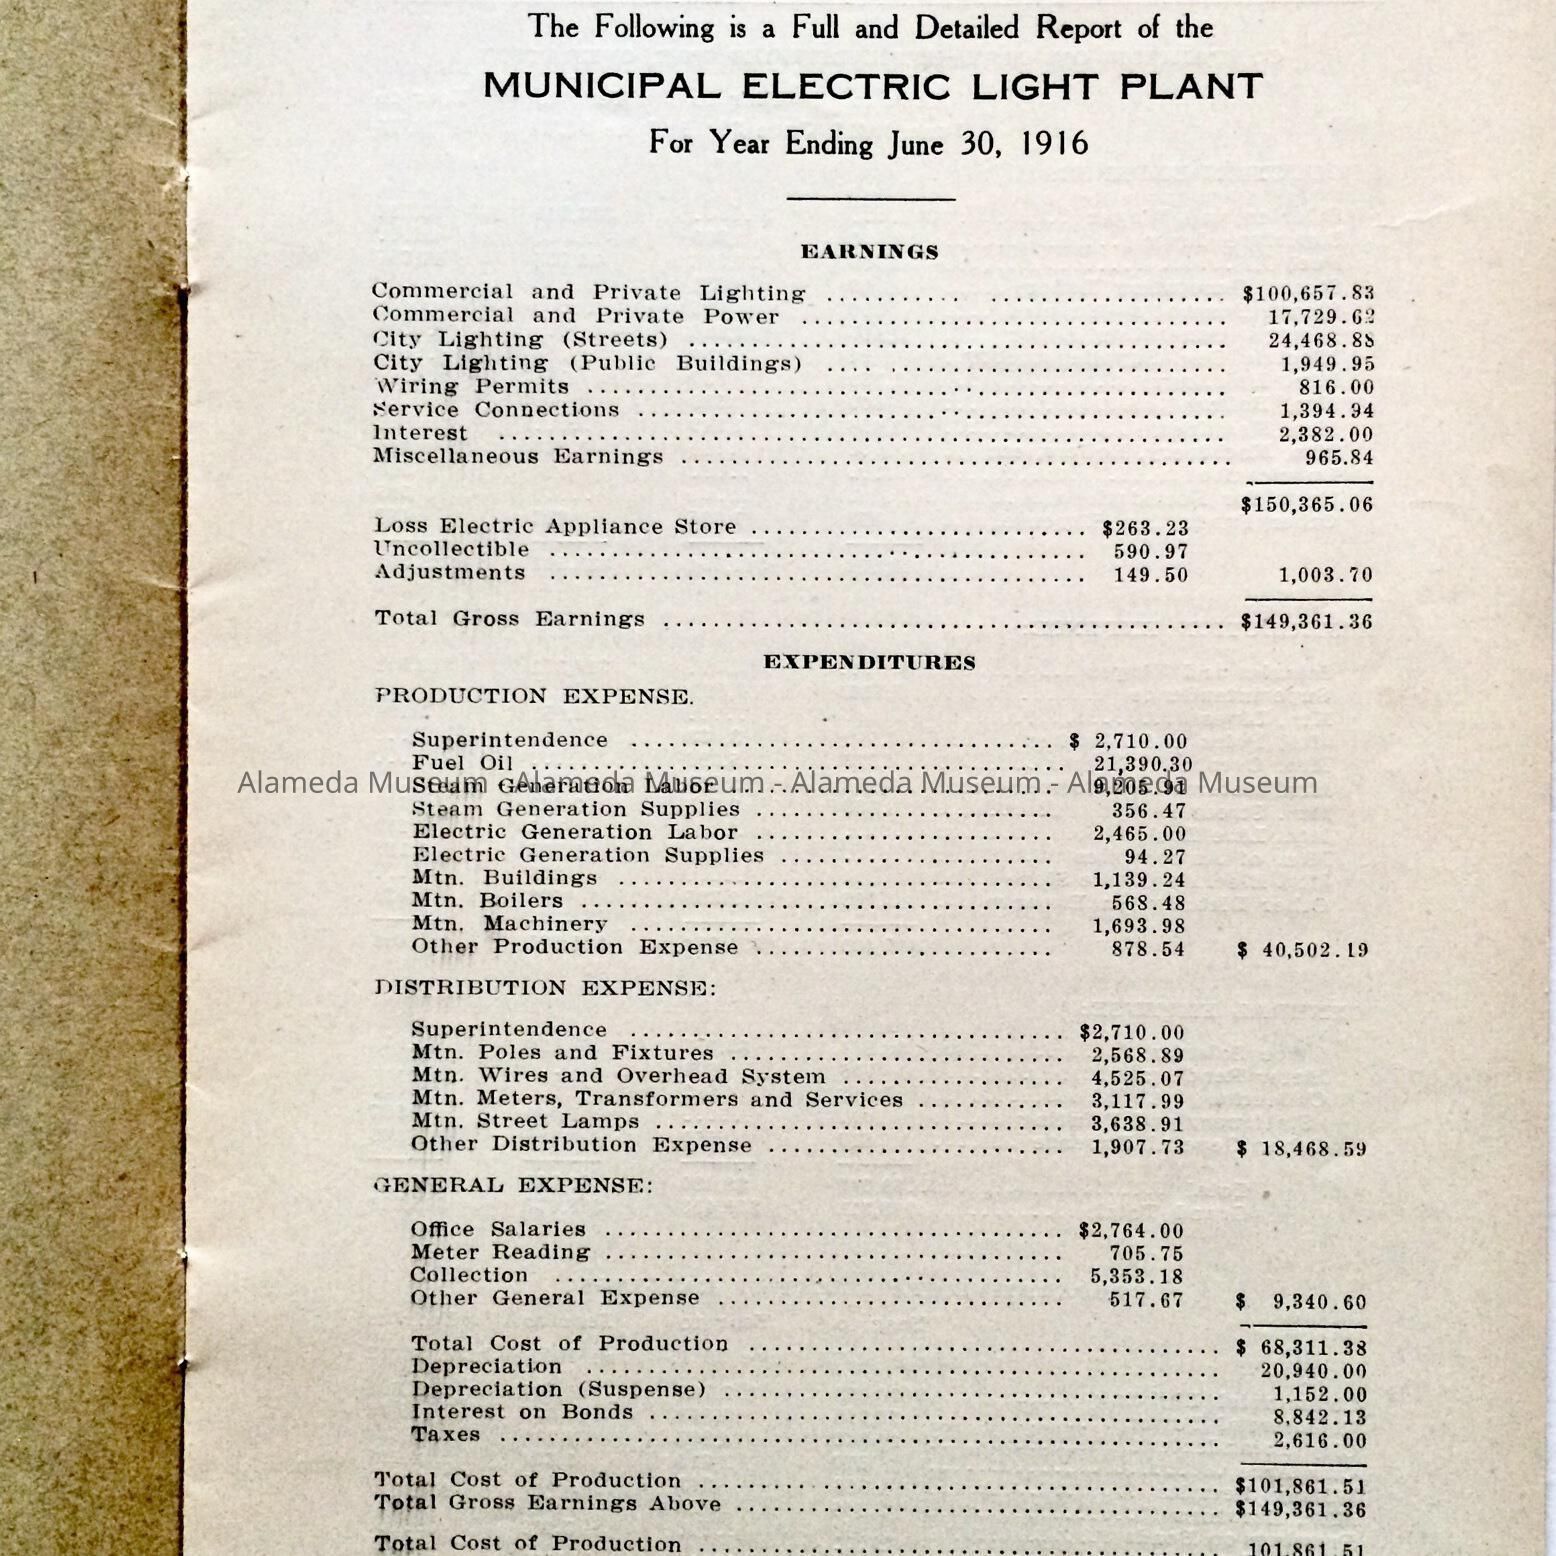 The Following is a Full and Detailed Report of the
MUNICIPAL ELECTRIC LIGHT PLANT
For Year Ending June 30, 1916
EARNINGS
Commercial and Private Lighting .......... ................... $100,657.83
Commercial and Private Power .................................. 17,729.62
City Lighting (Streets) .......................................... 24,468.88
City Lighting (Public Buildings) .... ........................... 1,949.95
Wiring Permits .................................................. 816.00
Service Connections ............................................. 1,394.94
Interest ........................................................ 2,382.00
Miscellaneous Earnings .......................................... 965.84
$150,365.06
Loss Electric Appliance Store ........................... $263.23
Uncollectible ........................................... 590.97
Adjustments ............................................. 149.50 1,003.70
Total Gross Earnings ............................................ $149,361.36
EXPENDITURES
PRODUCTION EXPENSE.
Superintendence .................................. $ 2,710.00
Fuel Oil ........................................... 21,390.30
Steam Generation Labor ........................... 9,205.91
Alameda Museum - Alameda Museum - Alameda Museum - Alameda Museum
Steam Generation Supplies ........................ 356.47
Electric Generation Labor ........................ 2,465.00
Electric Generation Supplies ...................... 94.27
Mtn. Buildings ................................... 1,139.24
Mtn. Boilers ...................................... 568.48
Mtn. Machinery .................................. 1,693.98
Other Production Expense ........................ 878.54 $ 40,502.19
DISTRIBUTION EXPENSE:
Superintendence ................................... $2,710.00
Mtn. Poles and Fixtures ........................... 2,568.89
Mtn. Wires and Overhead System .................. 4,525.07
Mtn. Meters, Transformers and Services ............ 3,117.99
Mtn. Street Lamps ................................. 3,638.91
Other Distribution Expense ........................ 1,907.73 $ 18,468.59
GENERAL EXPENSE:
Office Salaries ..................................... $2,764.00
Meter Reading ..................................... 705.75
Collection ......................................... 5,353.18
Other General Expense ............................ 517.67 $ 9,340.60
Total Cost of Production ...................................... $ 68,311.38
Depreciation ................................................... 20,940.00
Depreciation (Suspense) ........................................ 1,152.00
Interest on Bonds .............................................. 8,842.13
Taxes .......................................................... 2,616.00
Total Cost of Production .......................................... $101,861.51
Total Gross Earnings Above ....................................... $149,361.36
Total Cost of Production .......................................... 101,861.51